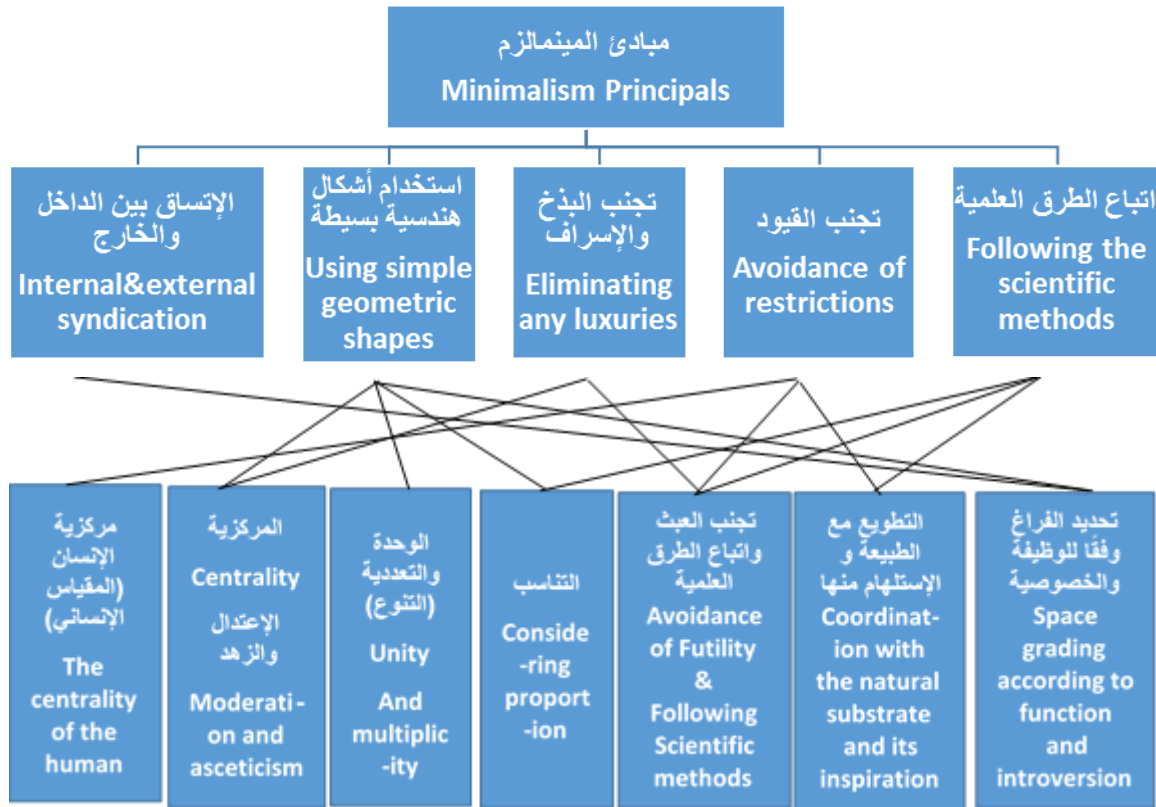 مبادئ المينمالزم
Minimalism Principals
الإتساق بين الداخل
والخارج
Internal&external
syndication
استخدام أشكال
هندسية بسيطة
Using simple
geometric
shapes
تجنب البذخ
والإسراف
Eliminating
any luxuries
تجنب القيود
Avoidance of
restrictions
اتباع الطرق العلمية
Following the
scientific
methods
مركزية
الإنسان
(المقياس
الإنساني)
The
centrality
of the
human
المركزية
Centrality
الإعتدال
والزهد
Moderati-
on and
asceticism
الوحدة
والتعددية
(التنوع)
Unity
And
multiplic
-ity
التناسب
Conside
-ring
proport
-ion
تجنب العبث
واتباع الطرق
العلمية
Avoidance
of Futility
&
Following
Scientific
methods
التطويع مع
الطبيعة و
الإستلهام منها
Coordinat-
ion with
the natural
substrate
and its
inspiration
تحديد الفراغ
وفقًا للوظيفة
والخصوصية
Space
grading
according to
function
and
introversion